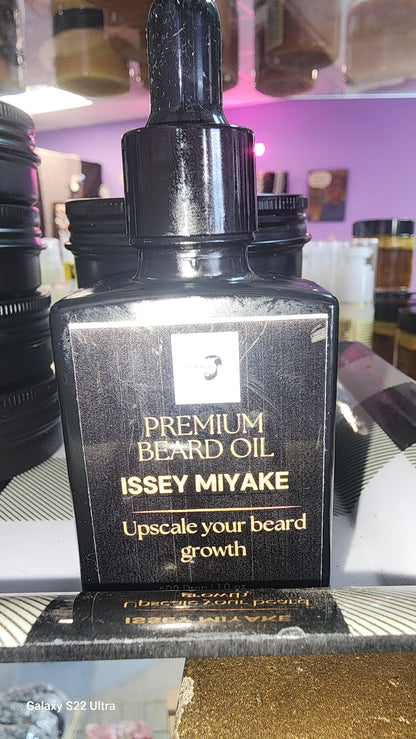 PREMIUM
BEARD OIL
ISSEY MIYAKE
Upscale your beard
growth
Galaxy S22 Ultra